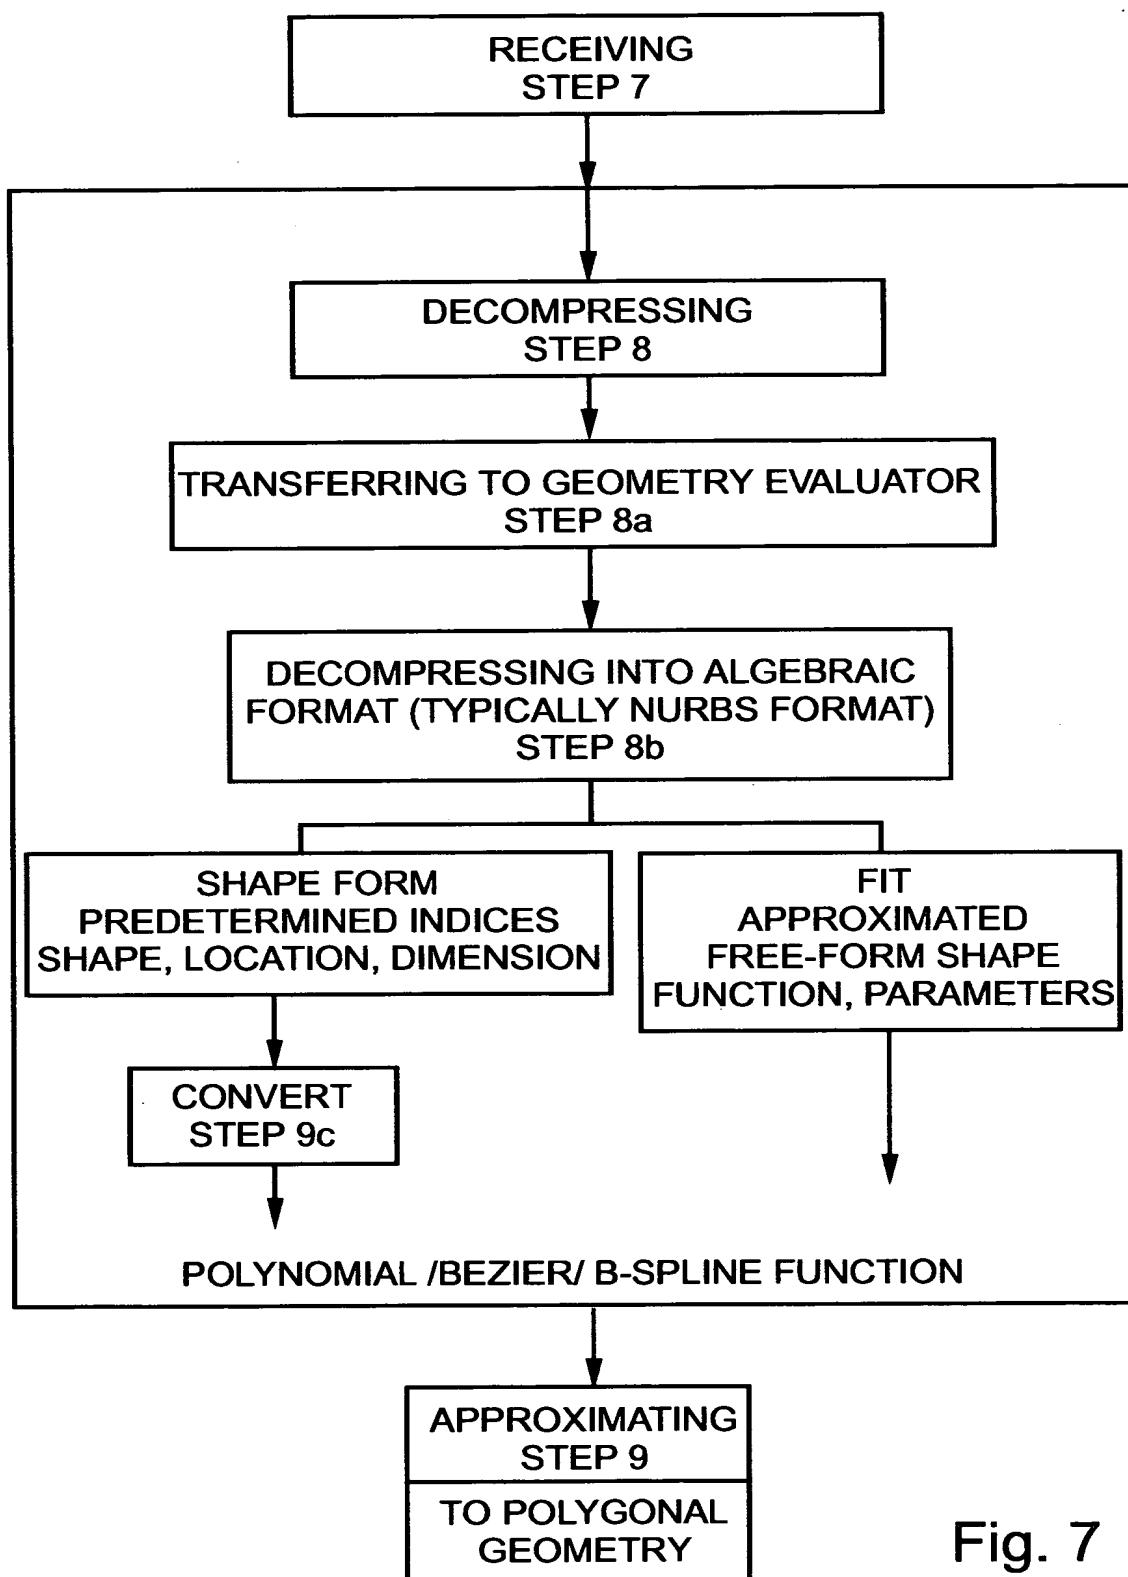 RECEIVING
STEP 7
DECOMPRESSING
STEP 8
TRANSFERRING TO GEOMETRY EVALUATOR
STEP 8a
DECOMPRESSING INTO ALGEBRAIC
FORMAT (TYPICALLY NURBS FORMAT)
STEP 8b
SHAPE FORM
PREDETERMINED INDICES
SHAPE, LOCATION, DIMENSION
FIT
APPROXIMATED
FREE-FORM SHAPE
FUNCTION, PARAMETERS
CONVERT
STEP 9c
POLYNOMIAL /BEZIER/ B-SPLINE FUNCTION
APPROXIMATING
STEP 9
TO POLYGONAL
GEOMETRY
Fig. 7